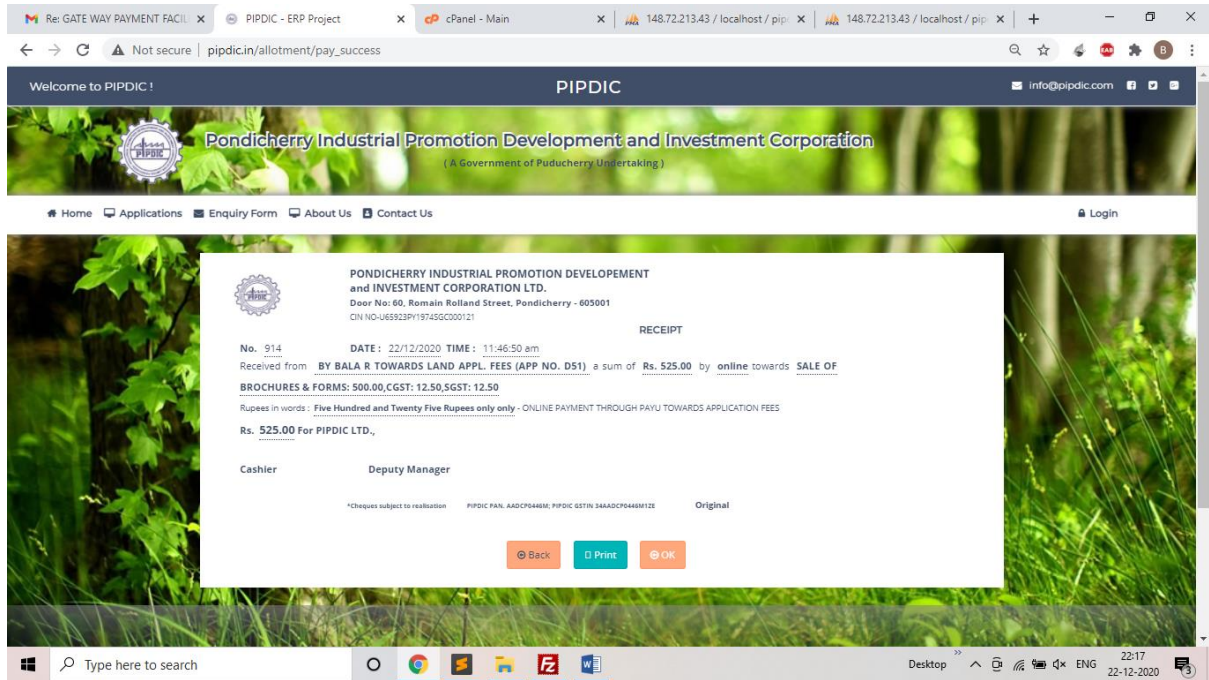 Re: GATE WAY PAYMENT FACIL
PIPDIC - ERP Project
cPanel - Main
148.72.213.43 / localhost / pip
148.72.213.43 / localhost / pip
Not secure | pipdic.in/allotment/pay_success
Welcome to PIPDIC !
PIPDIC
info@pipdic.com
Pondicherry Industrial Promotion Development and Investment Corporation
( A Government of Puducherry Undertaking )
Home Applications Enquiry Form About Us Contact Us Login
PONDICHERRY INDUSTRIAL PROMOTION DEVELOPEMENT
and INVESTMENT CORPORATION LTD.
Door No: 60, Romain Rolland Street, Pondicherry - 605001
CIN NO-U65923PY1974SGC000121
RECEIPT
No. 914 DATE : 22/12/2020 TIME : 11:46:50 am
Received from BY BALA R TOWARDS LAND APPL. FEES (APP NO. D51) a sum of Rs. 525.00 by online towards SALE OF
BROCHURES & FORMS: 500.00,CGST: 12.50,SGST: 12.50
Rupees in words : Five Hundred and Twenty Five Rupees only only - ONLINE PAYMENT THROUGH PAYU TOWARDS APPLICATION FEES
Rs. 525.00 For PIPDIC LTD.,
Cashier Deputy Manager
*Cheques subject to realisation PIPDIC PAN. AADCP0446M; PIPDIC GSTIN 34AADCP0446M1ZE Original
Back Print OK
Type here to search
Desktop ENG 22:17
22-12-2020